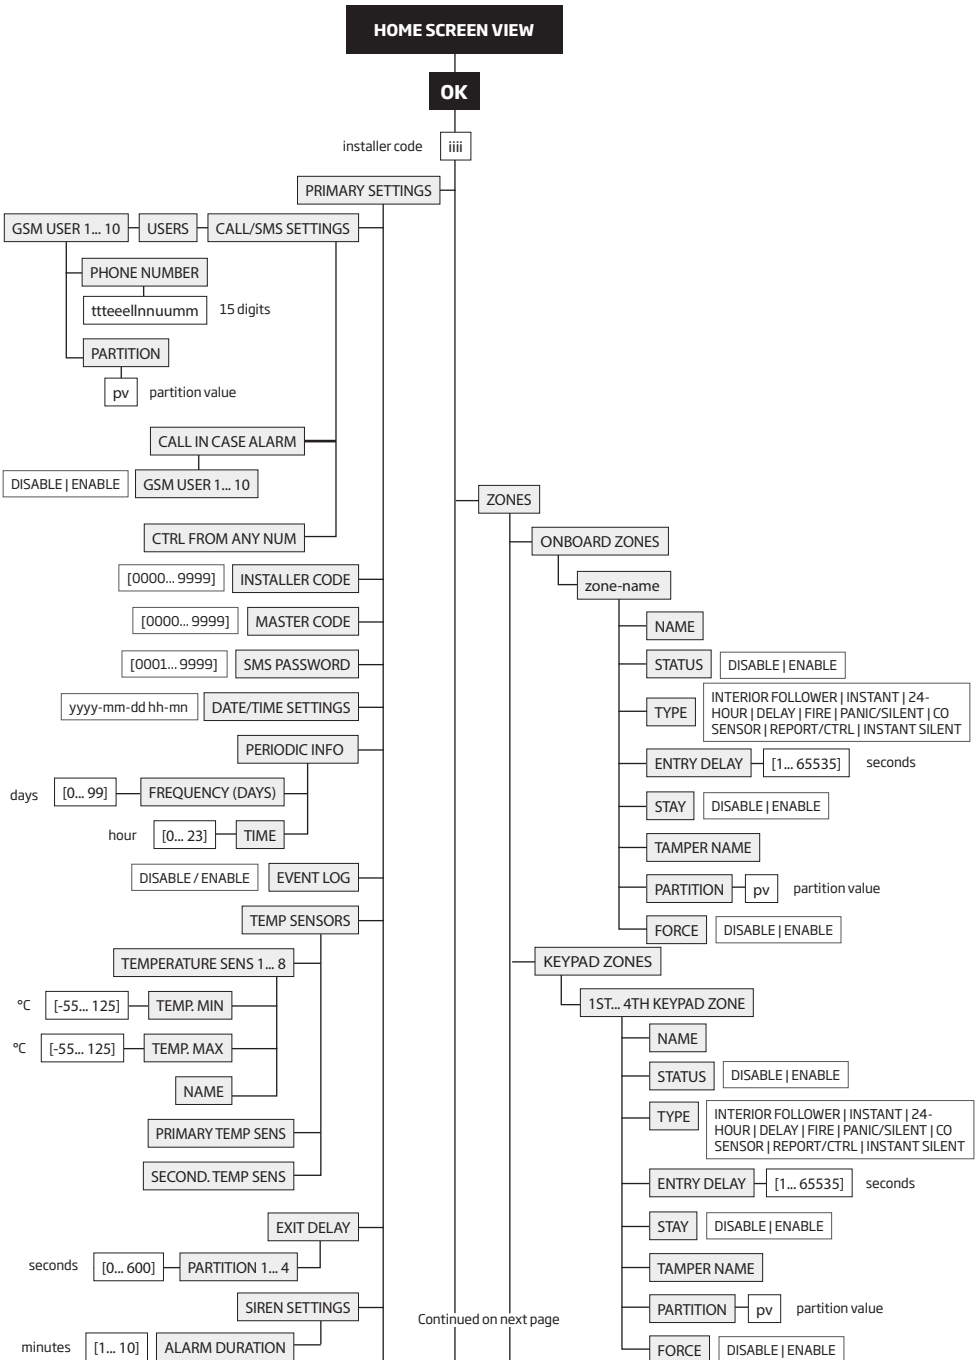 HOME SCREEN VIEW
OK
installer code iiii
PRIMARY SETTINGS
GSM USER 1... 10 USERS CALL/SMS SETTINGS
PHONE NUMBER
ttteeellnnuumm 15 digits
PARTITION
pv partition value
CALL IN CASE ALARM
DISABLE | ENABLE GSM USER 1... 10
CTRL FROM ANY NUM
[0000... 9999] INSTALLER CODE
[0000... 9999] MASTER CODE
[0001... 9999] SMS PASSWORD
yyyy-mm-dd hh-mn DATE/TIME SETTINGS
PERIODIC INFO
days [0... 99] FREQUENCY (DAYS)
hour [0... 23] TIME
DISABLE / ENABLE EVENT LOG
TEMP SENSORS
TEMPERATURE SENS 1... 8
°C [-55... 125] TEMP. MIN
°C [-55... 125] TEMP. MAX
NAME
PRIMARY TEMP SENS
SECOND. TEMP SENS
EXIT DELAY
seconds [0... 600] PARTITION 1... 4
SIREN SETTINGS
minutes [1... 10] ALARM DURATION
ZONES
ONBOARD ZONES
zone-name
NAME
STATUS DISABLE | ENABLE
TYPE INTERIOR FOLLOWER | INSTANT | 24-
HOUR | DELAY | FIRE | PANIC/SILENT | CO
SENSOR | REPORT/CTRL | INSTANT SILENT
ENTRY DELAY [1... 65535] seconds
STAY DISABLE | ENABLE
TAMPER NAME
PARTITION pv partition value
FORCE DISABLE | ENABLE
KEYPAD ZONES
1ST... 4TH KEYPAD ZONE
NAME
STATUS DISABLE | ENABLE
TYPE INTERIOR FOLLOWER | INSTANT | 24-
HOUR | DELAY | FIRE | PANIC/SILENT | CO
SENSOR | REPORT/CTRL | INSTANT SILENT
ENTRY DELAY [1... 65535] seconds
STAY DISABLE | ENABLE
TAMPER NAME
PARTITION pv partition value
FORCE DISABLE | ENABLE
Continued on next page